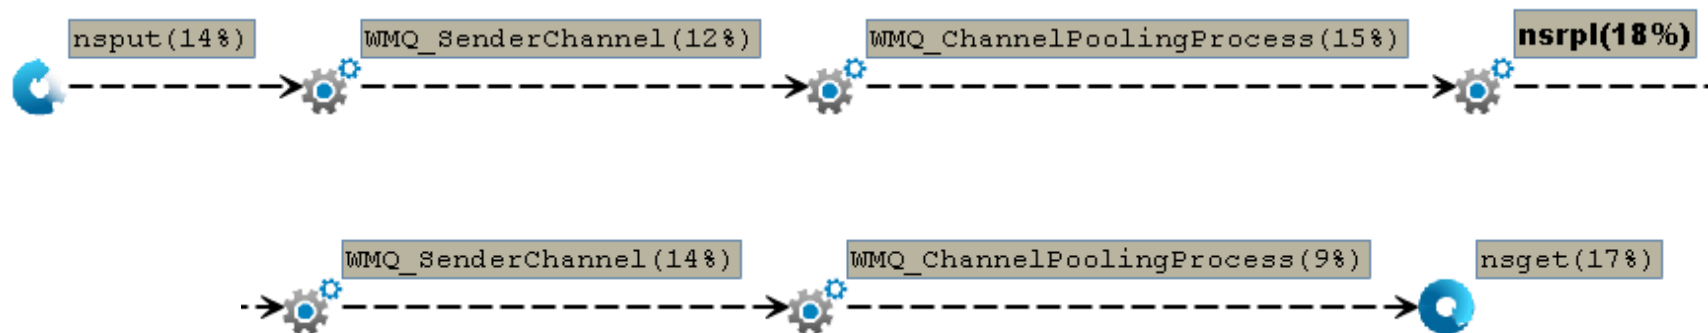 nsput(14%)
WMQ_SenderChannel(12%)
WMQ_ChannelPoolingProcess(15%)
nsrpl(18%)
WMQ_SenderChannel(14%)
WMQ_ChannelPoolingProcess(9%)
nsget(17%)